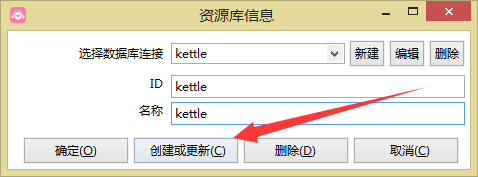 资源库信息
选择数据库连接 kettle 新建 编辑 删除
ID kettle
名称 kettle
确定(O) 创建或更新(C) 删除(D) 取消(C)